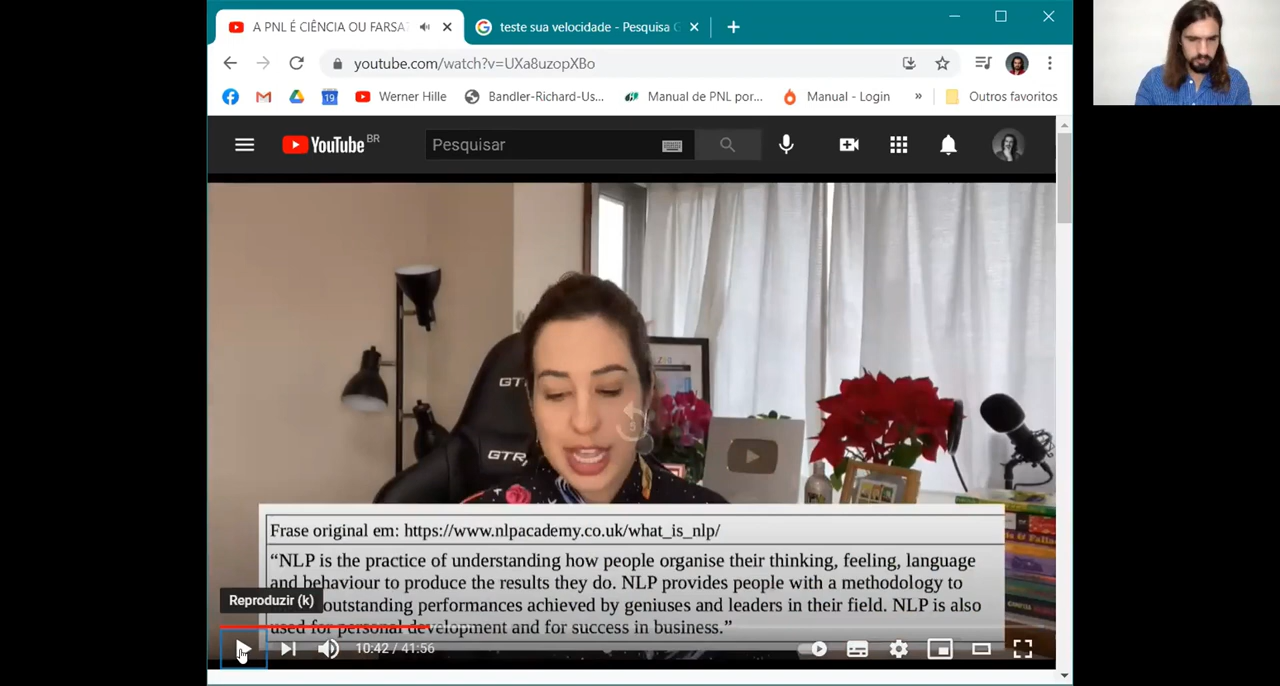 A PNL É CIÊNCIA OU FARSA?
teste sua velocidade - Pesquisa G
youtube.com/watch?v=UXa8uzopXBo
19
Werner Hille
Bandler-Richard-Us...
Manual de PNL por...
Manual - Login
»
Outros favoritos
YouTube BR
Pesquisar
GT
GTR
5
Frase original em: https://www.nlpacademy.co.uk/what_is_nlp/
“NLP is the practice of understanding how people organise their thinking, feeling, language
and behaviour to produce the results they do. NLP provides people with a methodology to
outstanding performances achieved by geniuses and leaders in their field. NLP is also
used for personal development and for success in business.”
Reproduzir (k)
10:42 / 41:56